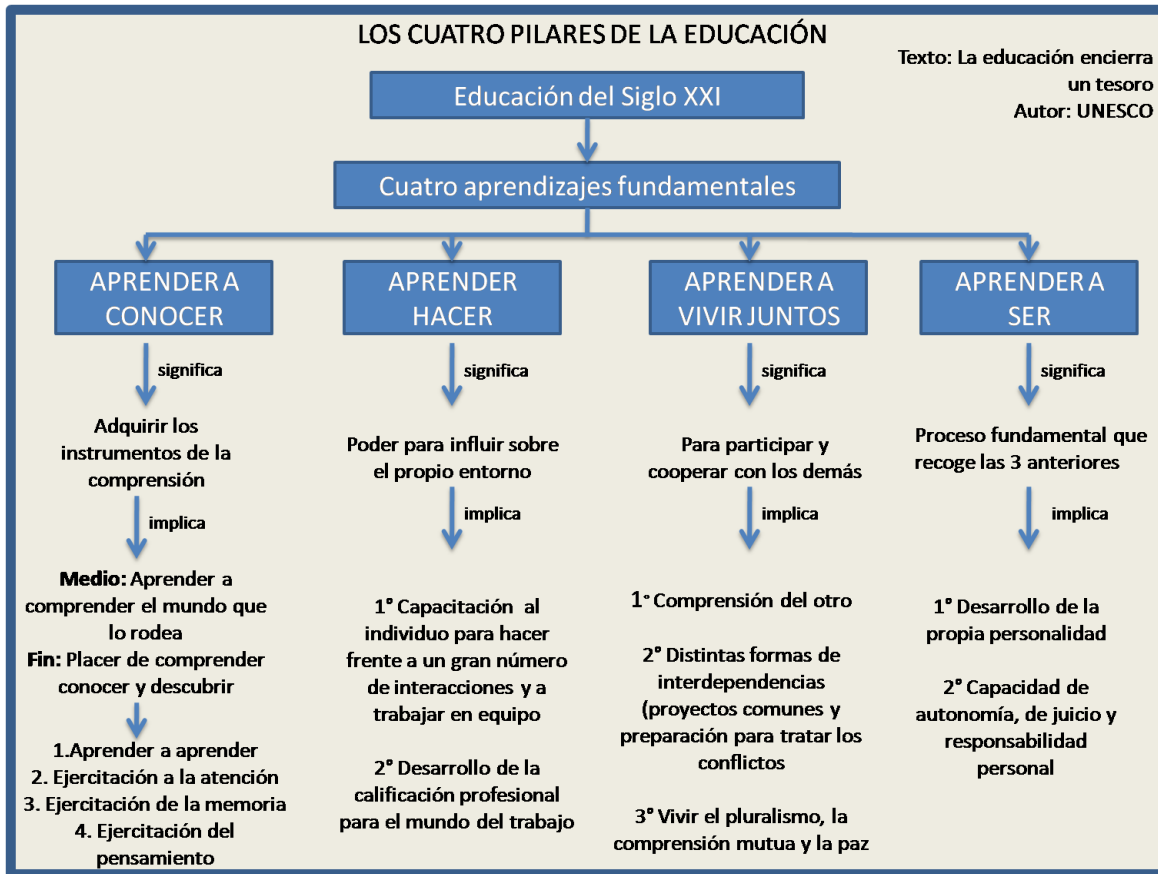 LOS CUATRO PILARES DE LA EDUCACIÓN
Texto: La educación encierra
un tesoro
Autor: UNESCO
Educación del Siglo XXI
Cuatro aprendizajes fundamentales
APRENDER A
CONOCER
significa
Adquirir los
instrumentos de la
comprensión
implica
Medio: Aprender a
comprender el mundo que
lo rodea
Fin: Placer de comprender
conocer y descubrir
1.Aprender a aprender
2. Ejercitación a la atención
3. Ejercitación de la memoria
4. Ejercitación del
pensamiento
APRENDER
HACER
significa
Poder para influir sobre
el propio entorno
implica
1° Capacitación al
individuo para hacer
frente a un gran número
de interacciones y a
trabajar en equipo
2° Desarrollo de la
calificación profesional
para el mundo del trabajo
APRENDER A
VIVIR JUNTOS
significa
Para participar y
cooperar con los demás
implica
1° Comprensión del otro
2° Distintas formas de
interdependencias
(proyectos comunes y
preparación para tratar los
conflictos
3° Vivir el pluralismo, la
comprensión mutua y la paz
APRENDER A
SER
significa
Proceso fundamental que
recoge las 3 anteriores
implica
1° Desarrollo de la
propia personalidad
2° Capacidad de
autonomía, de juicio y
responsabilidad
personal